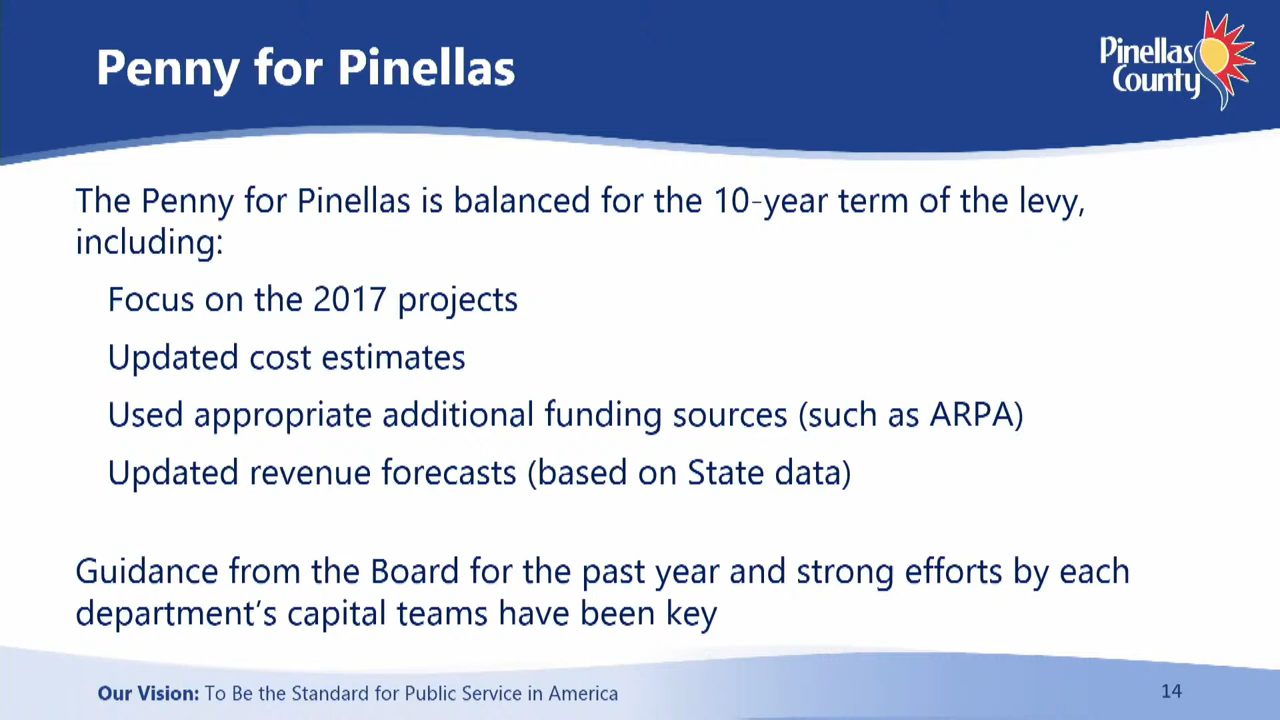 Penny for Pinellas
Pinellas
County
The Penny for Pinellas is balanced for the 10-year term of the levy,
including:
Focus on the 2017 projects
Updated cost estimates
Used appropriate additional funding sources (such as ARPA)
Updated revenue forecasts (based on State data)
Guidance from the Board for the past year and strong efforts by each
department’s capital teams have been key
Our Vision: To Be the Standard for Public Service in America
14